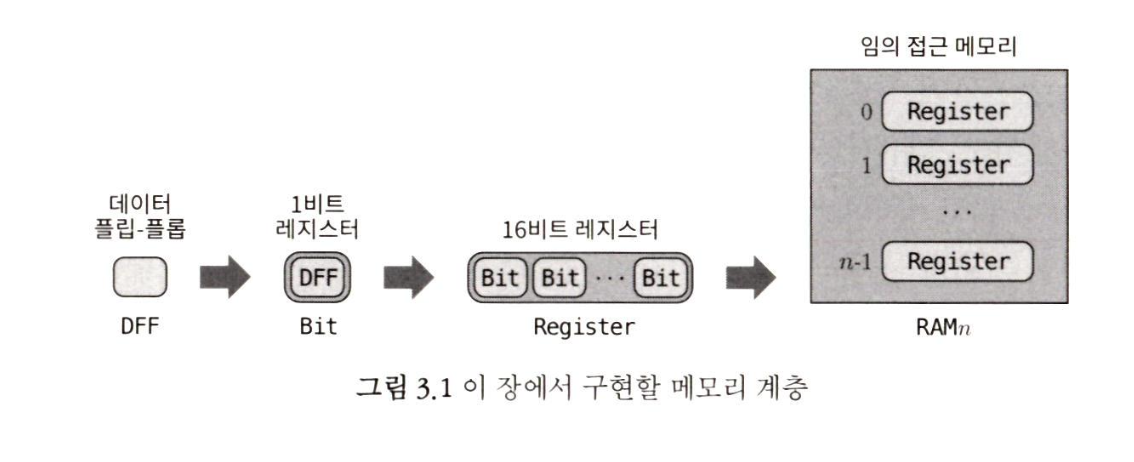 데이터
플립-플롭
DFF
1비트
레지스터
DFF
Bit
16비트 레지스터
Bit Bit ··· Bit
Register
임의 접근 메모리
0 Register
1 Register
···
n-1 Register
RAMn
그림 3.1 이 장에서 구현할 메모리 계층